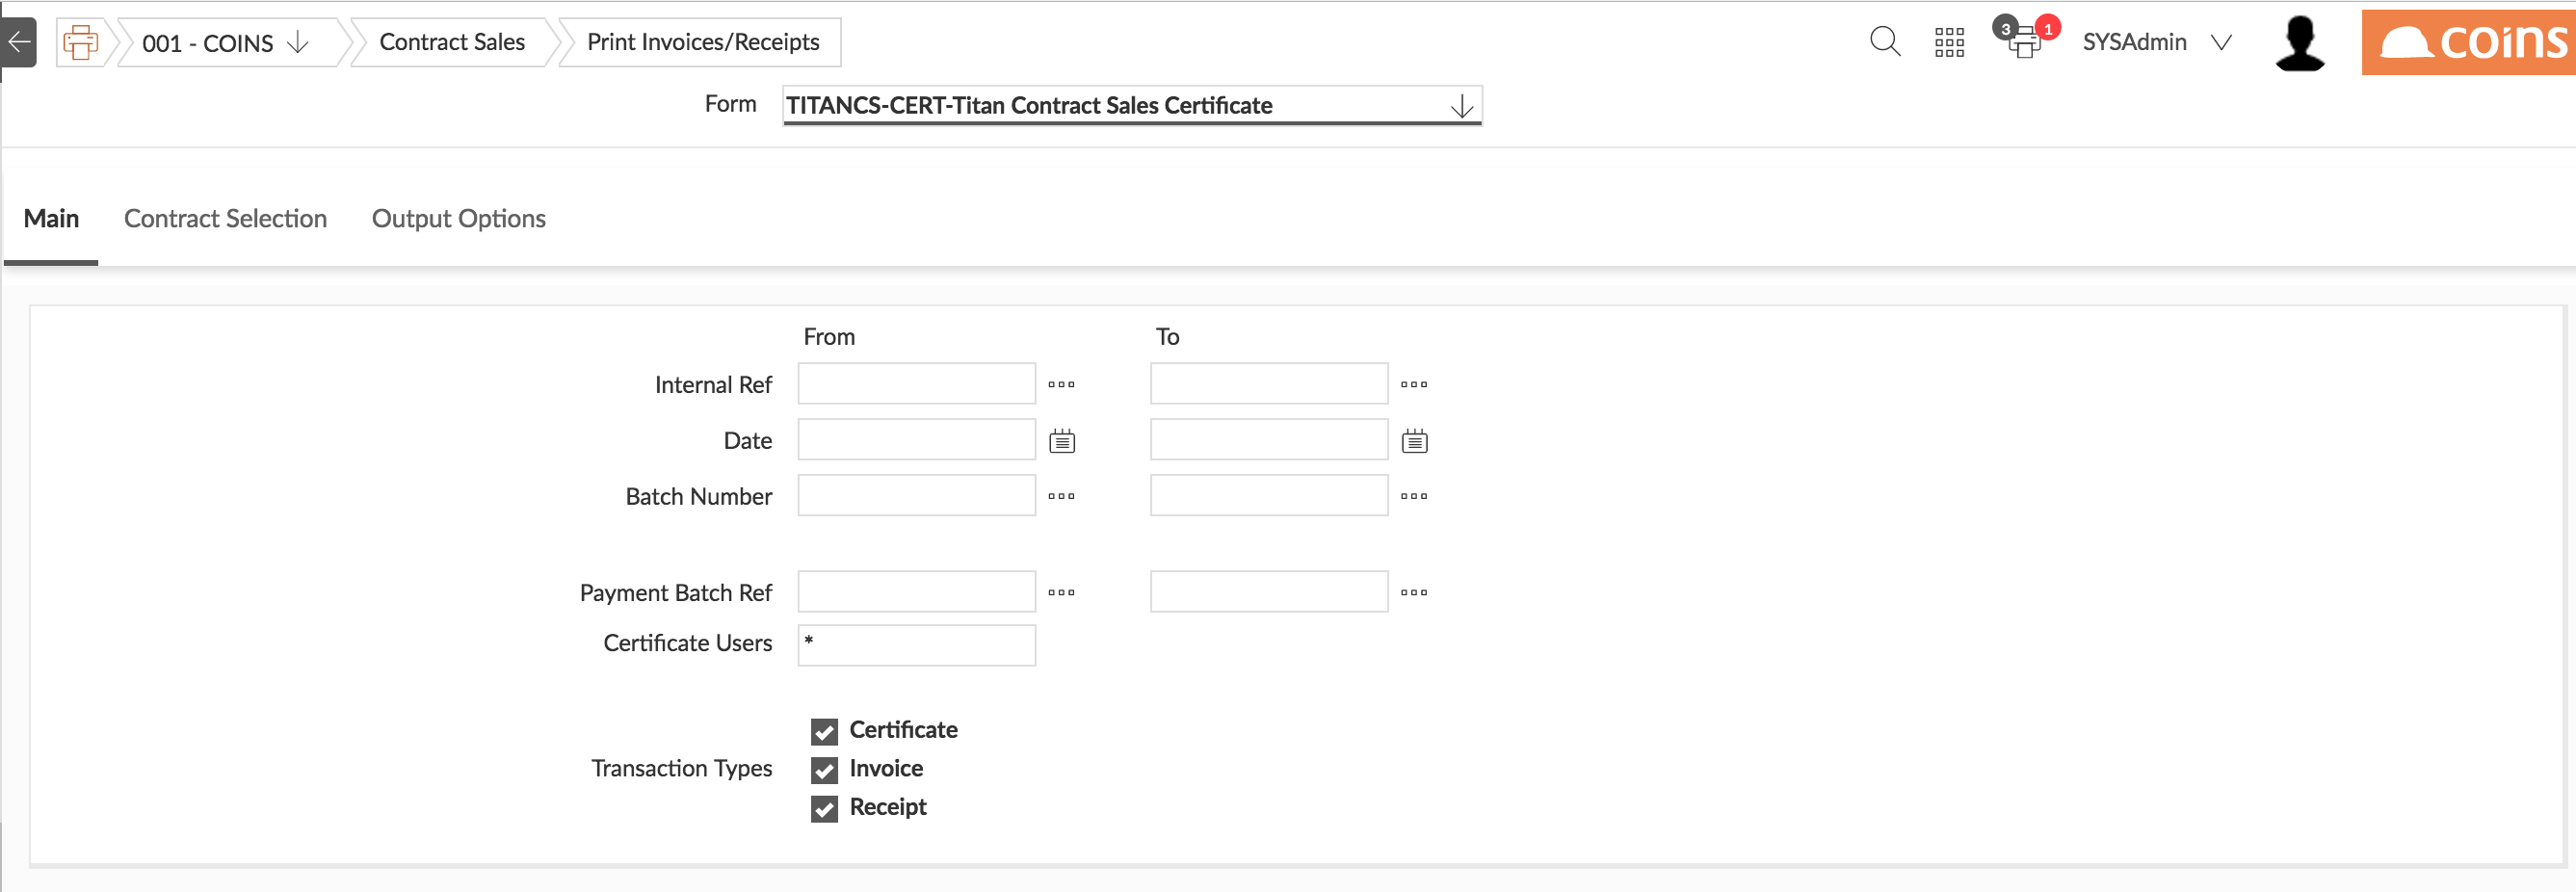 001 - COINS
Contract Sales
Print Invoices/Receipts
3
1
SYSAdmin
coins
Form
TITANCS-CERT-Titan Contract Sales Certificate
Main
Contract Selection
Output Options
From
To
Internal Ref
Date
Batch Number
Payment Batch Ref
Certificate Users
*
Certificate
Transaction Types
Invoice
Receipt